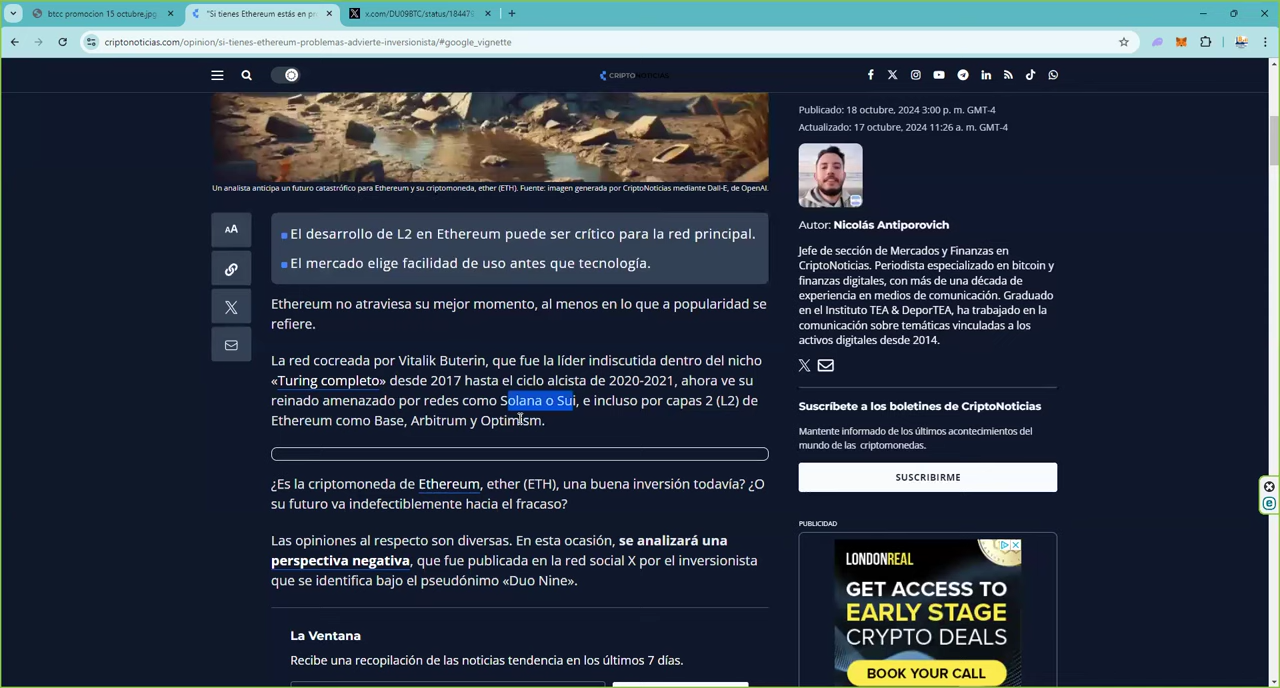 btcc promocion 15 octubre.jpg
"Si tienes Ethereum estás en pr
x.com/DU09BTC/status/18447
criptonoticias.com/opinion/si-tienes-ethereum-problemas-advierte-inversionista/#google_vignette
CRIPTONOTICIAS
Un analista anticipa un futuro catastrófico para Ethereum y su criptomoneda, ether (ETH). Fuente: imagen generada por CriptoNoticias mediante Dall-E, de OpenAI.
AA
El desarrollo de L2 en Ethereum puede ser crítico para la red principal.
El mercado elige facilidad de uso antes que tecnología.
Ethereum no atraviesa su mejor momento, al menos en lo que a popularidad se
refiere.
La red cocreada por Vitalik Buterin, que fue la líder indiscutida dentro del nicho
«Turing completo» desde 2017 hasta el ciclo alcista de 2020-2021, ahora ve su
reinado amenazado por redes como Solana o Sui, e incluso por capas 2 (L2) de
Ethereum como Base, Arbitrum y Optimism.
¿Es la criptomoneda de Ethereum, ether (ETH), una buena inversión todavía? ¿O
su futuro va indefectiblemente hacia el fracaso?
Las opiniones al respecto son diversas. En esta ocasión, se analizará una
perspectiva negativa, que fue publicada en la red social X por el inversionista
que se identifica bajo el pseudónimo «Duo Nine».
La Ventana
Recibe una recopilación de las noticias tendencia en los últimos 7 días.
Publicado: 18 octubre, 2024 3:00 p. m. GMT-4
Actualizado: 17 octubre, 2024 11:26 a. m. GMT-4
Autor: Nicolás Antiporovich
Jefe de sección de Mercados y Finanzas en
CriptoNoticias. Periodista especializado en bitcoin y
finanzas digitales, con más de una década de
experiencia en medios de comunicación. Graduado
en el Instituto TEA & DeporTEA, ha trabajado en la
comunicación sobre temáticas vinculadas a los
activos digitales desde 2014.
Suscríbete a los boletines de CriptoNoticias
Mantente informado de los últimos acontecimientos del
mundo de las criptomonedas.
SUSCRIBIRME
PUBLICIDAD
LONDONREAL
GET ACCESS TO
EARLY STAGE
CRYPTO DEALS
BOOK YOUR CALL